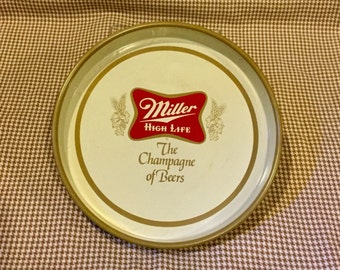 Miller
HIGH LIFE
The
Champagne
of Beers